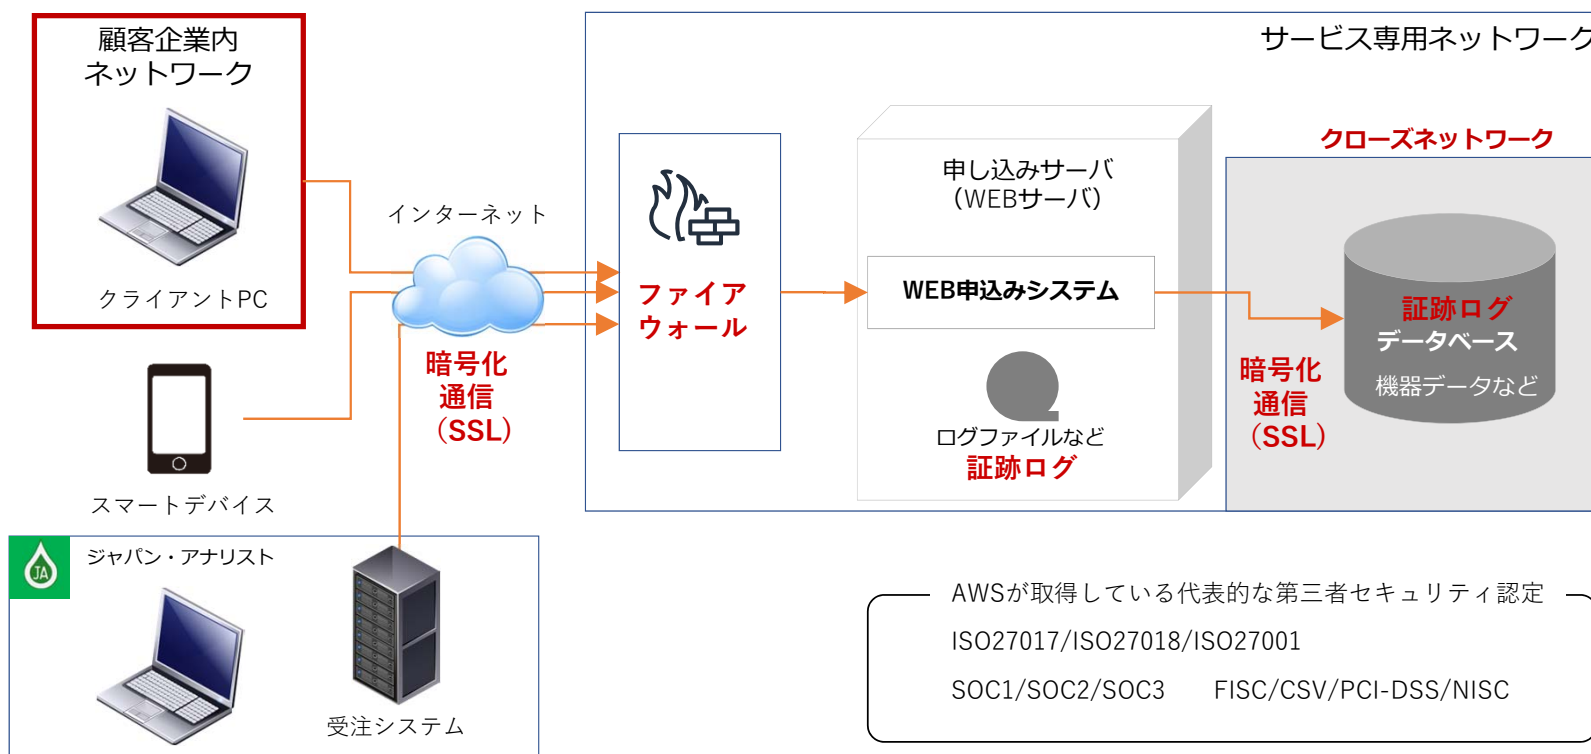 顧客企業内
ネットワーク
サービス専用ネットワーク
クライアントPC
インターネット
暗号化
通信
（SSL）
スマートデバイス
ファイア
ウォール
申し込みサーバ
（WEBサーバ）
WEB申込みシステム
ログファイルなど
証跡ログ
クローズネットワーク
証跡ログ
データベース
機器データなど
暗号化
通信
（SSL）
JA
ジャパン・アナリスト
受注システム
AWSが取得している代表的な第三者セキュリティ認定
ISO27017/ISO27018/ISO27001
SOC1/SOC2/SOC3 FISC/CSV/PCI-DSS/NISC